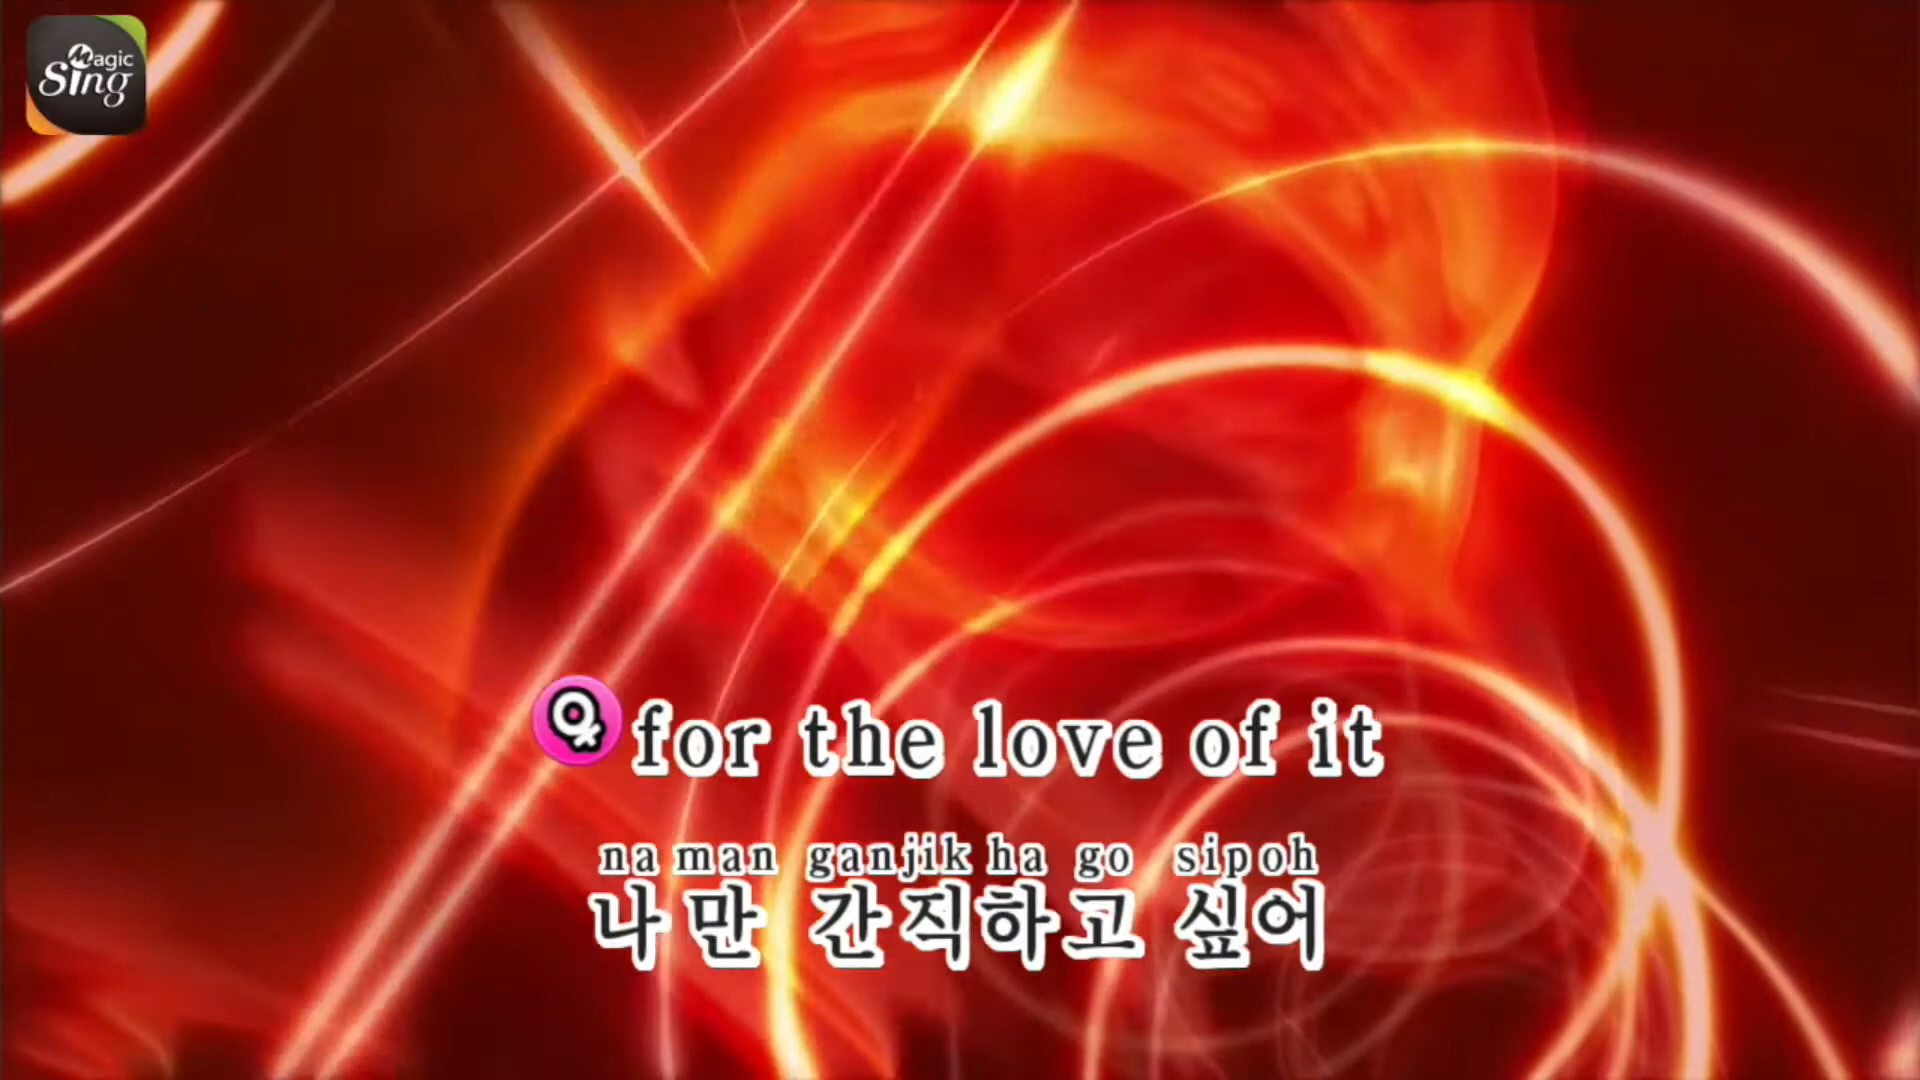 Magic
Sing
for the love of it
na man ganjik ha go sipoh
나만 간직하고 싶어